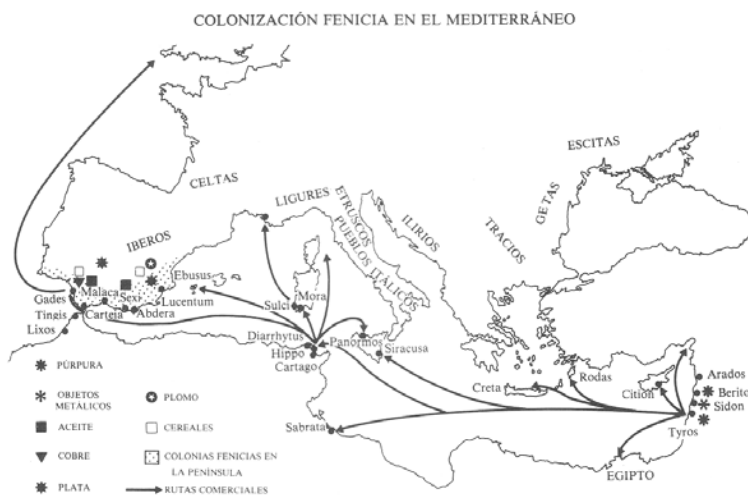 COLONIZACIÓN FENICIA EN EL MEDITERRÁNEO
ESCITAS
CELTAS
GETAS
LIGURES
ETRUSCOS
PUEBLOS ITÁLICOS
ILIRIOS
TRACIOS
IBEROS
Ebusus
Malaca
Sexi
Lucentum
Gades
Carteja
Abdera
Tingis
Lixos
Sulci
Mora
Diarrhytus
Hippo
Cartago
Panormos
Siracusa
Creta
Rodas
Citión
Arados
Berito
Sidon
Tyros
Sabrata
EGIPTO
PÚRPURA
OBJETOS
METÁLICOS
ACEITE
COBRE
PLATA
PLOMO
CEREALES
COLONIAS FENICIAS EN
LA PENÍNSULA
RUTAS COMERCIALES